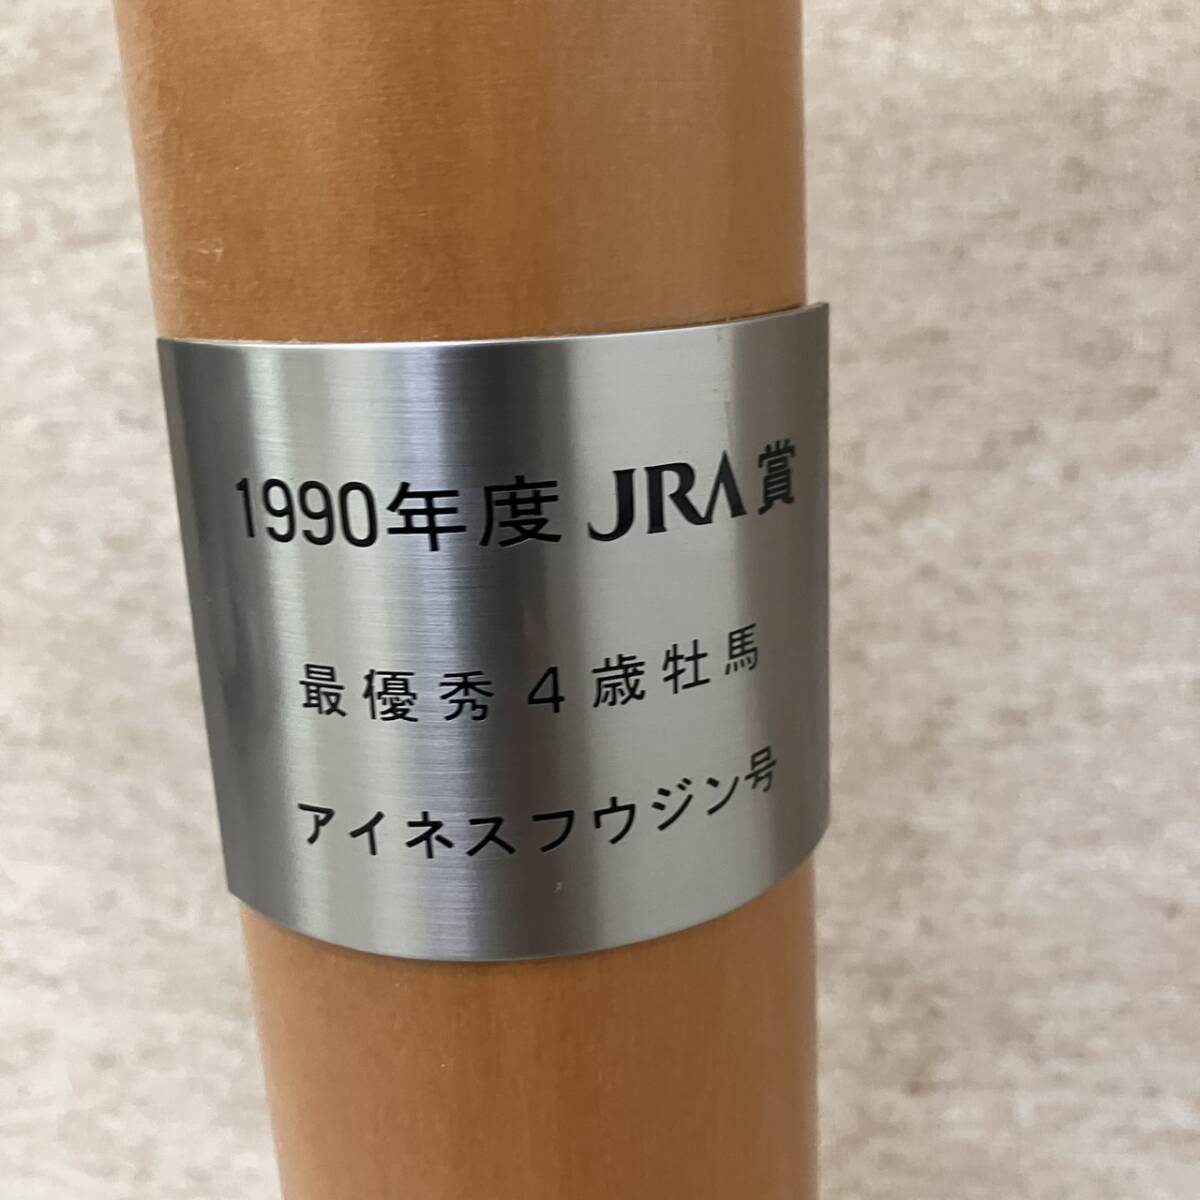 1990年度 JRA賞
最優秀4歳牡馬
アイネスフウジン号